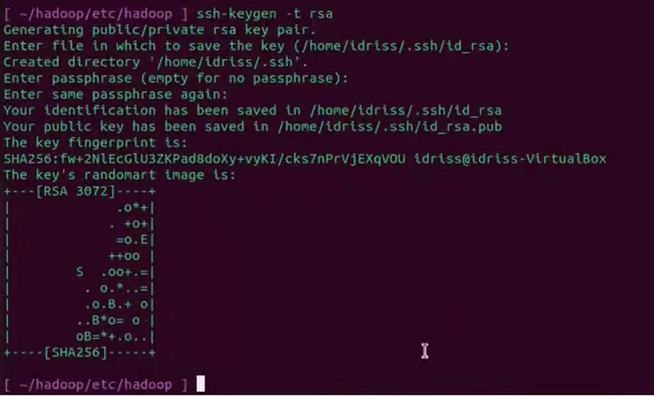 [ ~/hadoop/etc/hadoop ] ssh-keygen -t rsa
Generating public/private rsa key pair.
Enter file in which to save the key (/home/idriss/.ssh/id_rsa):
Created directory '/home/idriss/.ssh'.
Enter passphrase (empty for no passphrase):
Enter same passphrase again:
Your identification has been saved in /home/idriss/.ssh/id_rsa
Your public key has been saved in /home/idriss/.ssh/id_rsa.pub
The key fingerprint is:
SHA256:fw+2NlEcGlU3ZKPad8doXy+vyKI/cks7nPrVjEXqVOU idriss@idriss-VirtualBox
The key's randomart image is:
+---[RSA 3072]----+
|             .o*+|
|            . +o+|
|             =o.E|
|            ++oo |
|        S  .oo+.=|
|         . o.*..=|
|         .o.B.+ o|
|        ..B*o= o |
|        oB=*+.o..|
+----[SHA256]-----+
[ ~/hadoop/etc/hadoop ]